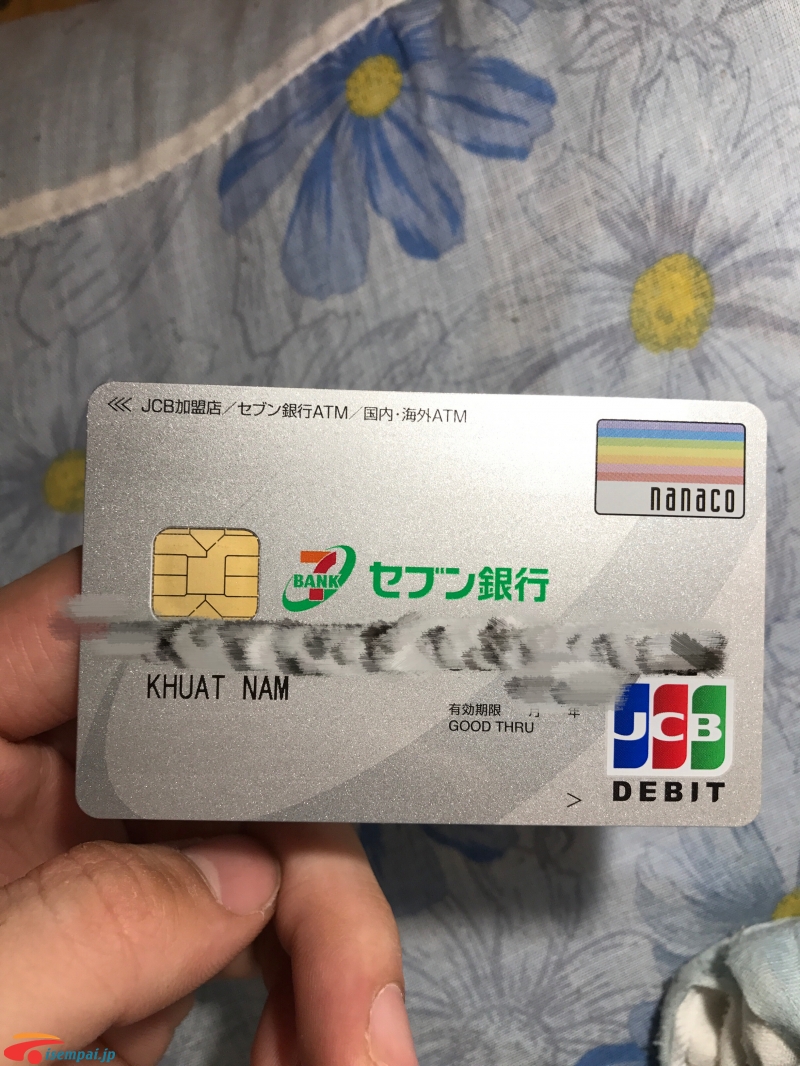 <<< JCB加盟店／セブン銀行ATM／国内・海外ATM
nanaco
7
BANK
セブン銀行
KHUAT NAM
有効期限 月 年
GOOD THRU
JCB
DEBIT
>
jsempai.jp